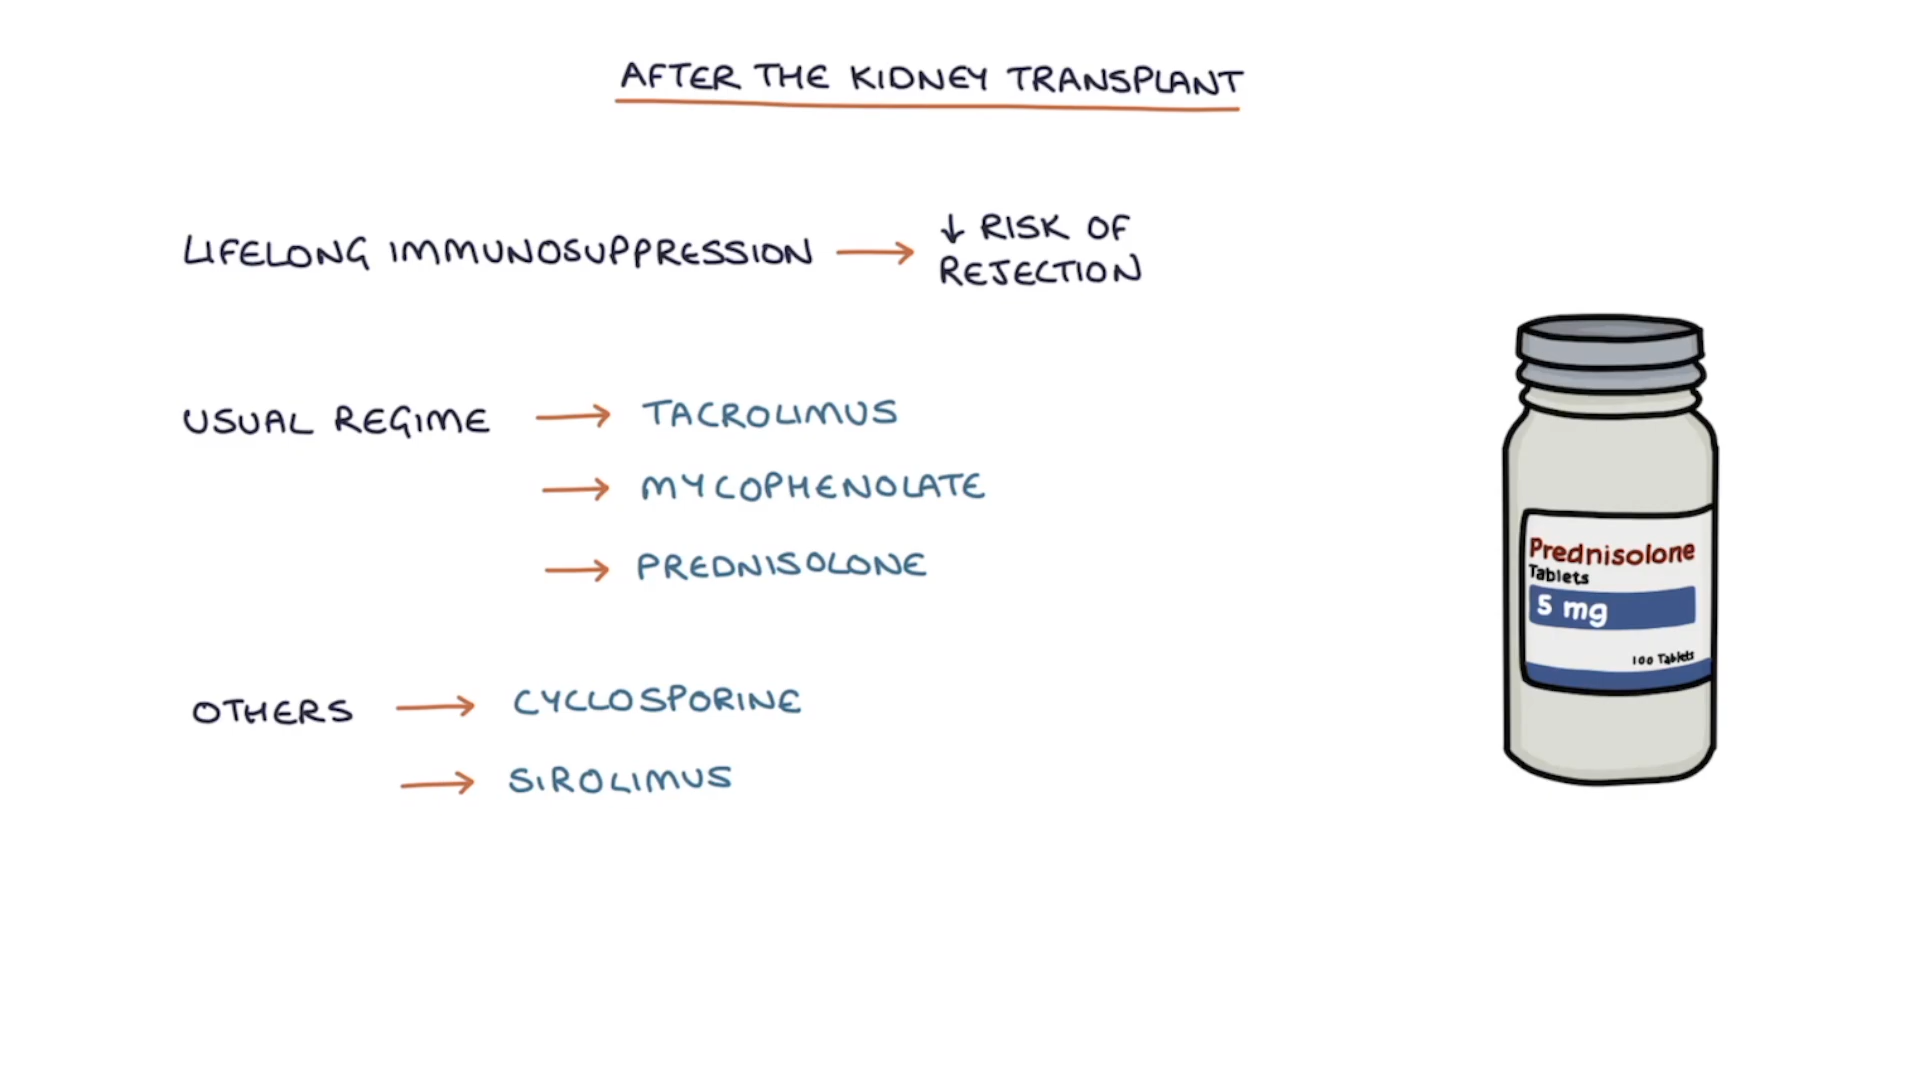 AFTER THE KIDNEY TRANSPLANT
LIFELONG IMMUNOSUPPRESSION → ↓ RISK OF
REJECTION
USUAL REGIME → TACROLIMUS
→ MYCOPHENOLATE
→ PREDNISOLONE
OTHERS → CYCLOSPORINE
→ SIROLIMUS
Prednisolone
Tablets
5 mg
100 Tablets